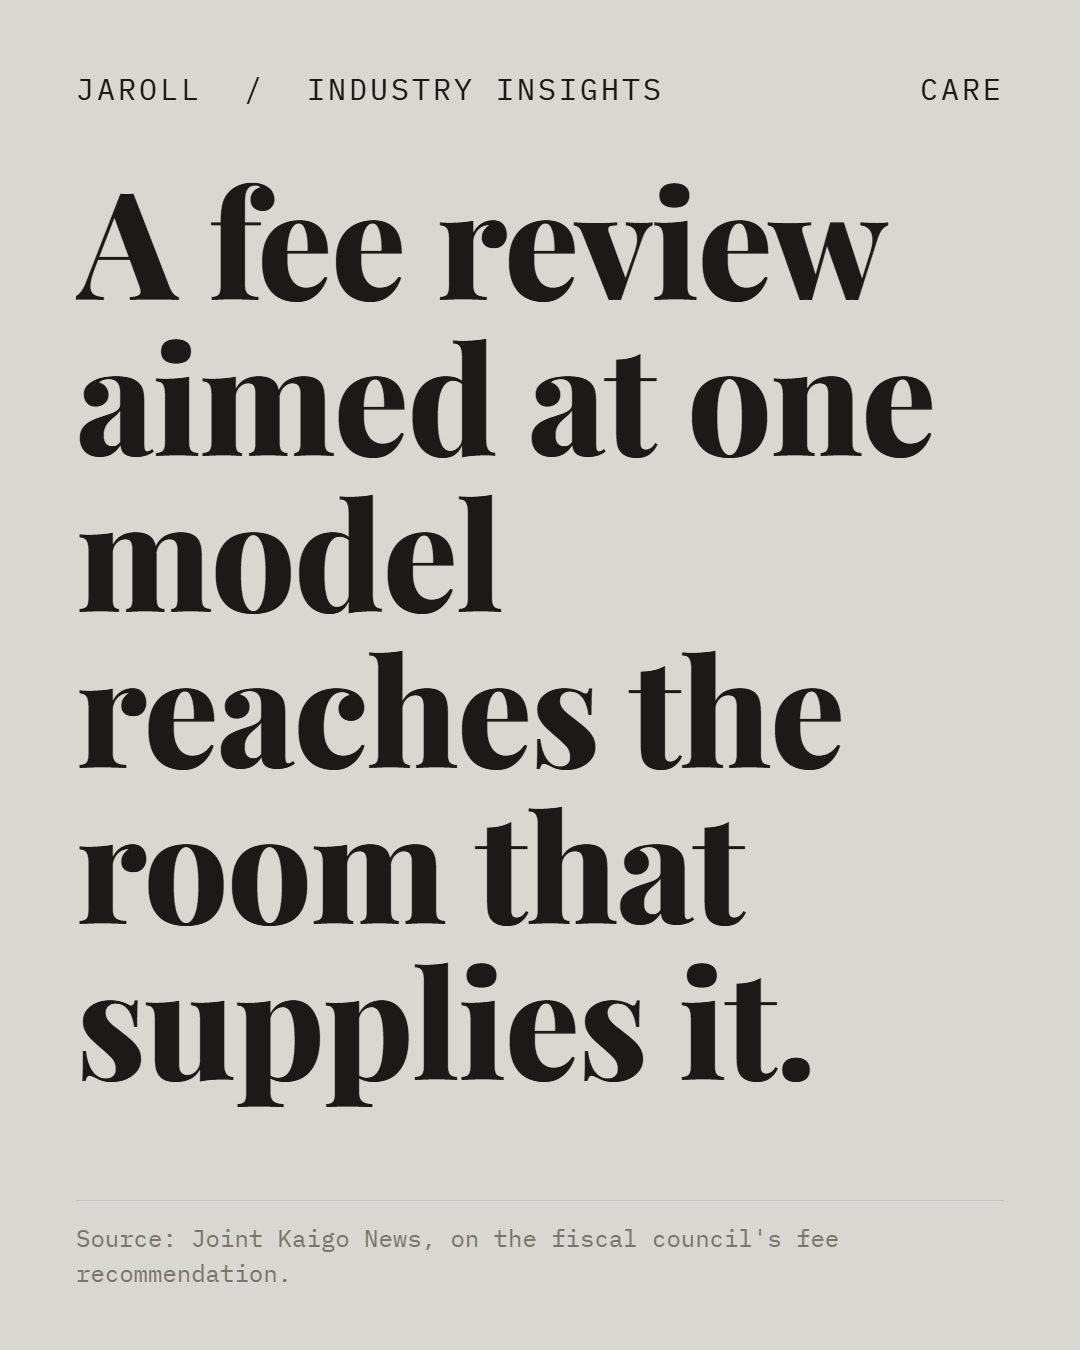 JAROLL / INDUSTRY INSIGHTS CARE
A fee review
aimed at one
model
reaches the
room that
supplies it.
Source: Joint Kaigo News, on the fiscal council's fee
recommendation.